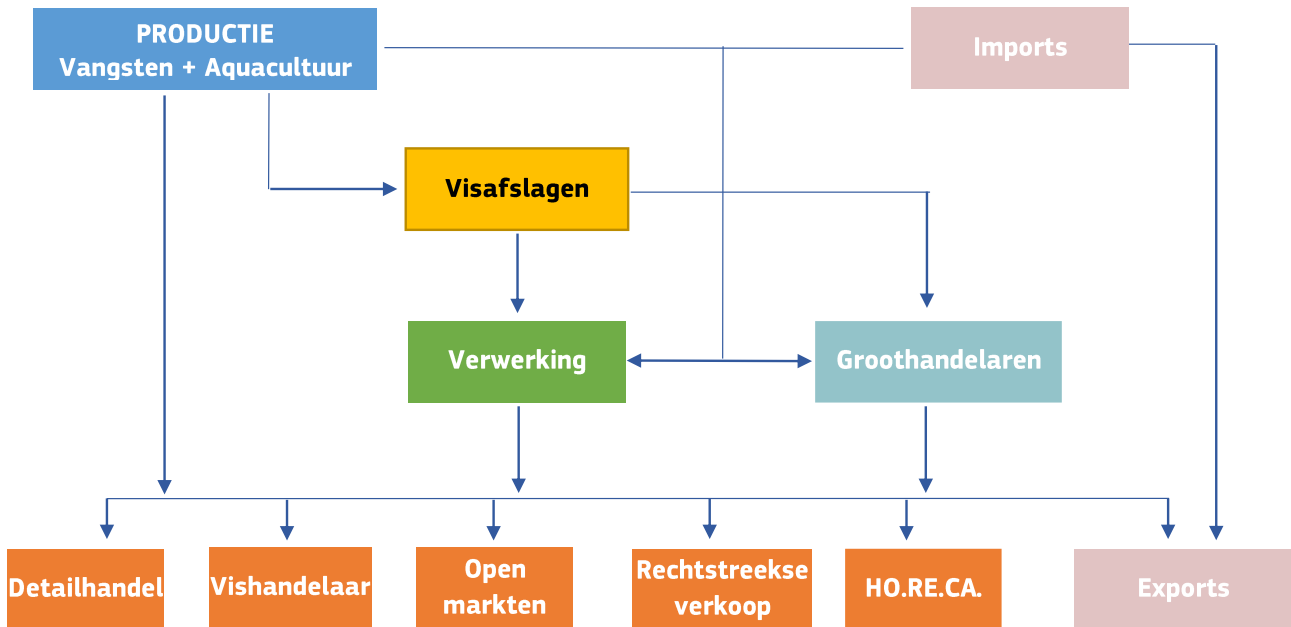 PRODUCTIE
Vangsten + Aquacultuur
Imports
Visafslagen
Verwerking
Groothandelaren
Detailhandel
Vishandelaar
Open
markten
Rechtstreekse
verkoop
HO.RE.CA.
Exports